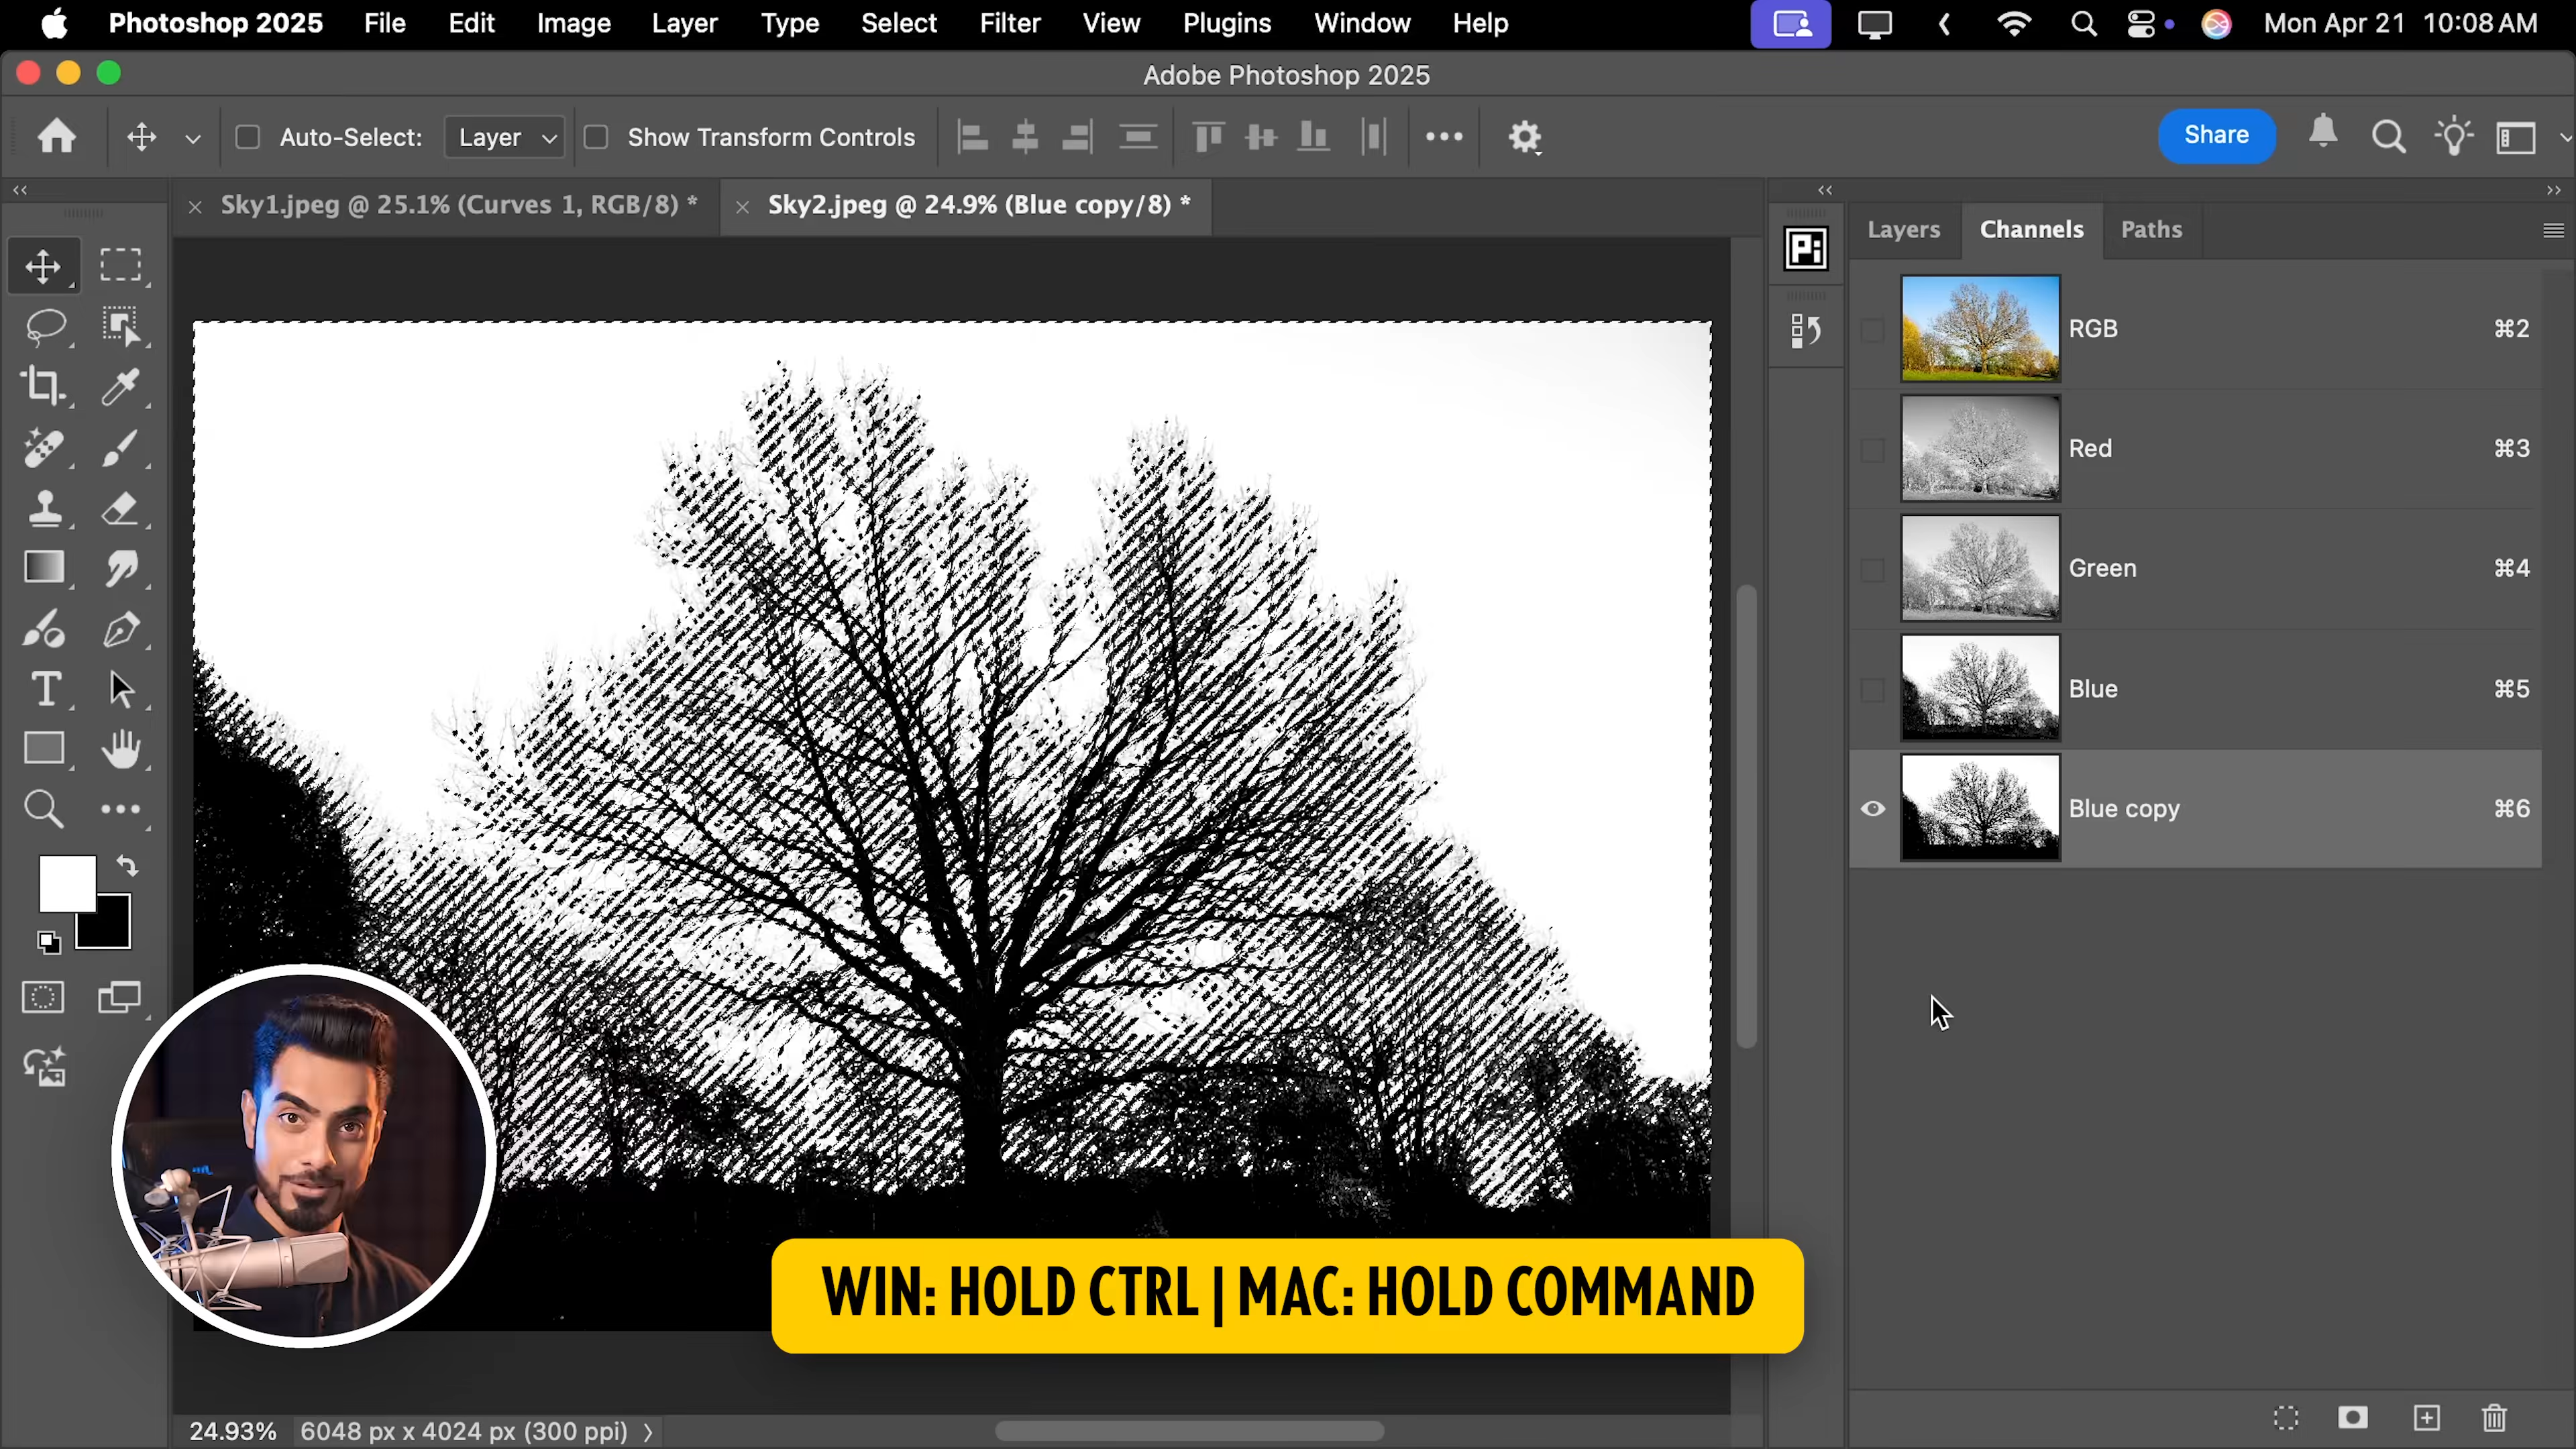 Photoshop 2025 File Edit Image Layer Type Select Filter View Plugins Window Help Mon Apr 21 10:08 AM
Adobe Photoshop 2025
Auto-Select: Layer Show Transform Controls Share
Sky1.jpeg @ 25.1% (Curves 1, RGB/8) * Sky2.jpeg @ 24.9% (Blue copy/8) *
Layers Channels Paths
RGB ⌘2
Red ⌘3
Green ⌘4
Blue ⌘5
Blue copy ⌘6
WIN: HOLD CTRL | MAC: HOLD COMMAND
24.93% 6048 px x 4024 px (300 ppi)